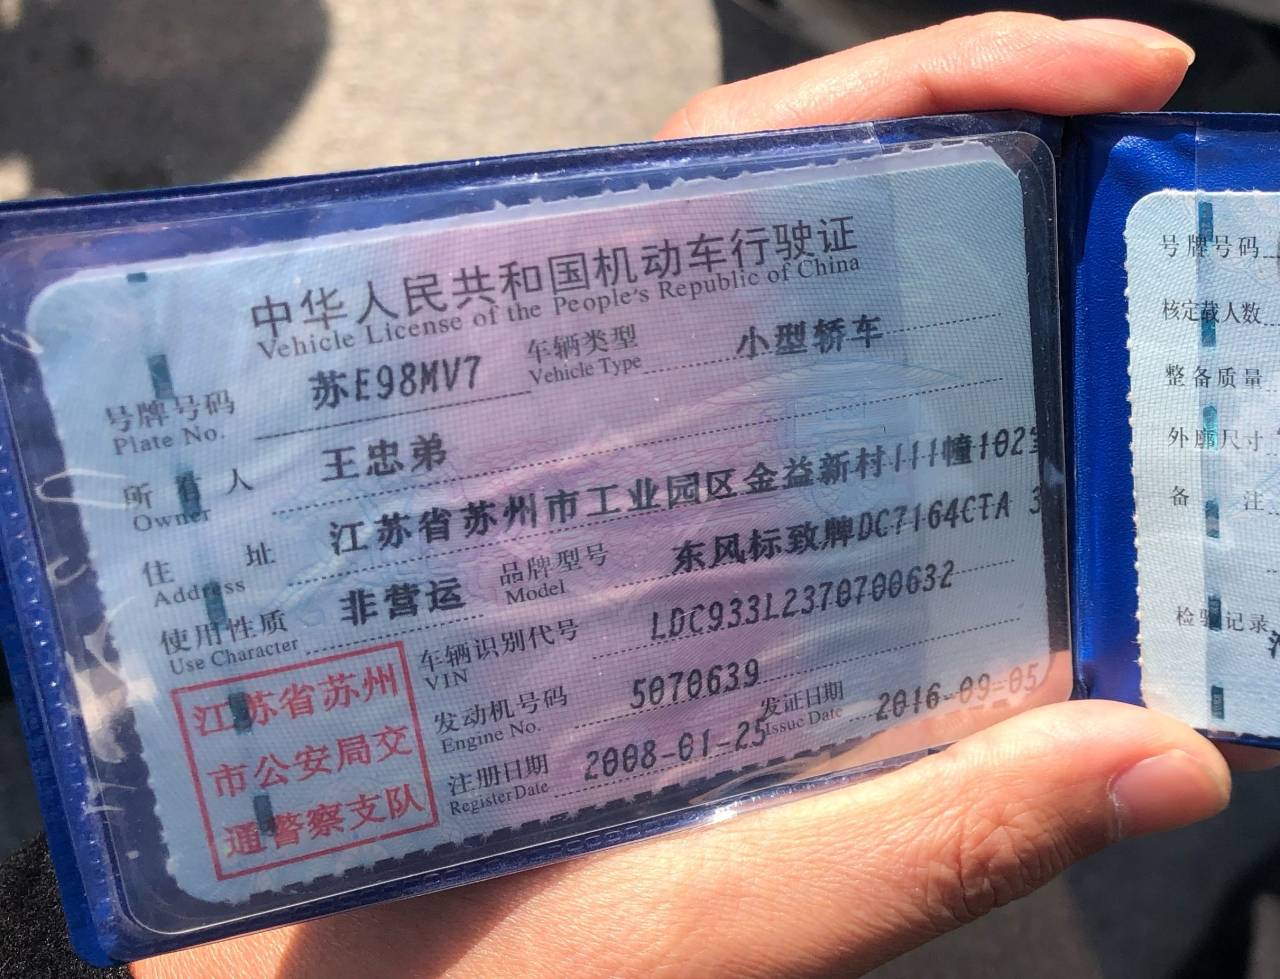 中华人民共和国机动车行驶证
Vehicle License of the People's Republic of China
号牌号码 苏E98MV7 车辆类型 小型轿车
Plate No. Vehicle Type
所有人 王忠弟
Owner
住址 江苏省苏州市工业园区金益新村111幢102室
Address
使用性质 非营运 品牌型号 东风标致牌DC7164CTA 3
Use Character Model
车辆识别代号 LDC933L2370700632
VIN
发动机号码 5070639 发证日期 2016-09-05
Engine No. Issue Date
注册日期 2008-01-25
Register Date
江苏省苏州
市公安局交
通警察支队
号牌号码
核定载人数
整备质量
外廓尺寸
备注
检验记录